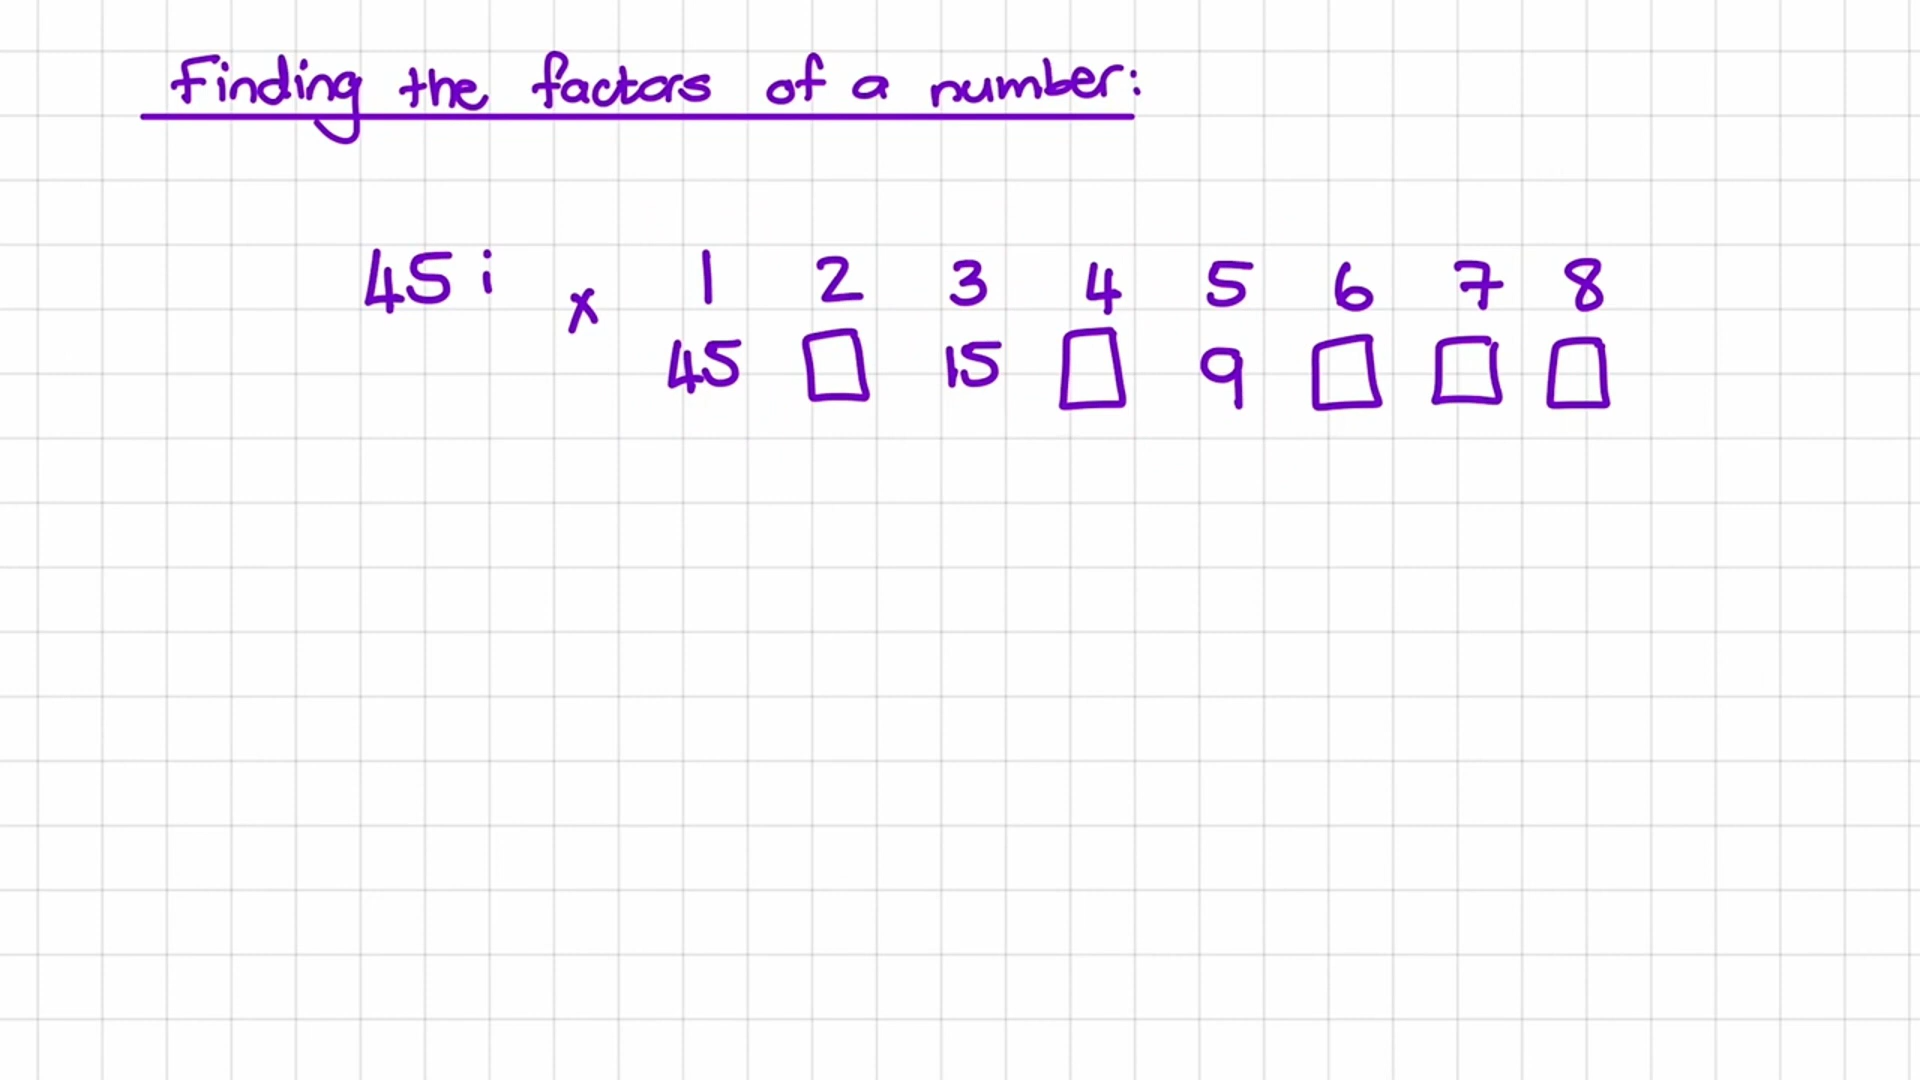 Finding the factors of a number:
45 : x 1 2 3 4 5 6 7 8
45 □ 15 □ 9 □ □ □